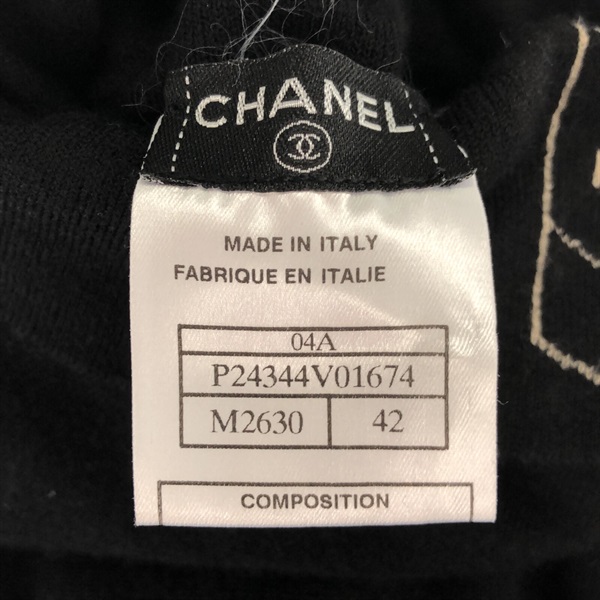 CHANEL
MADE IN ITALY
FABRIQUE EN ITALIE
04A
P24344V01674
M2630 42
COMPOSITION